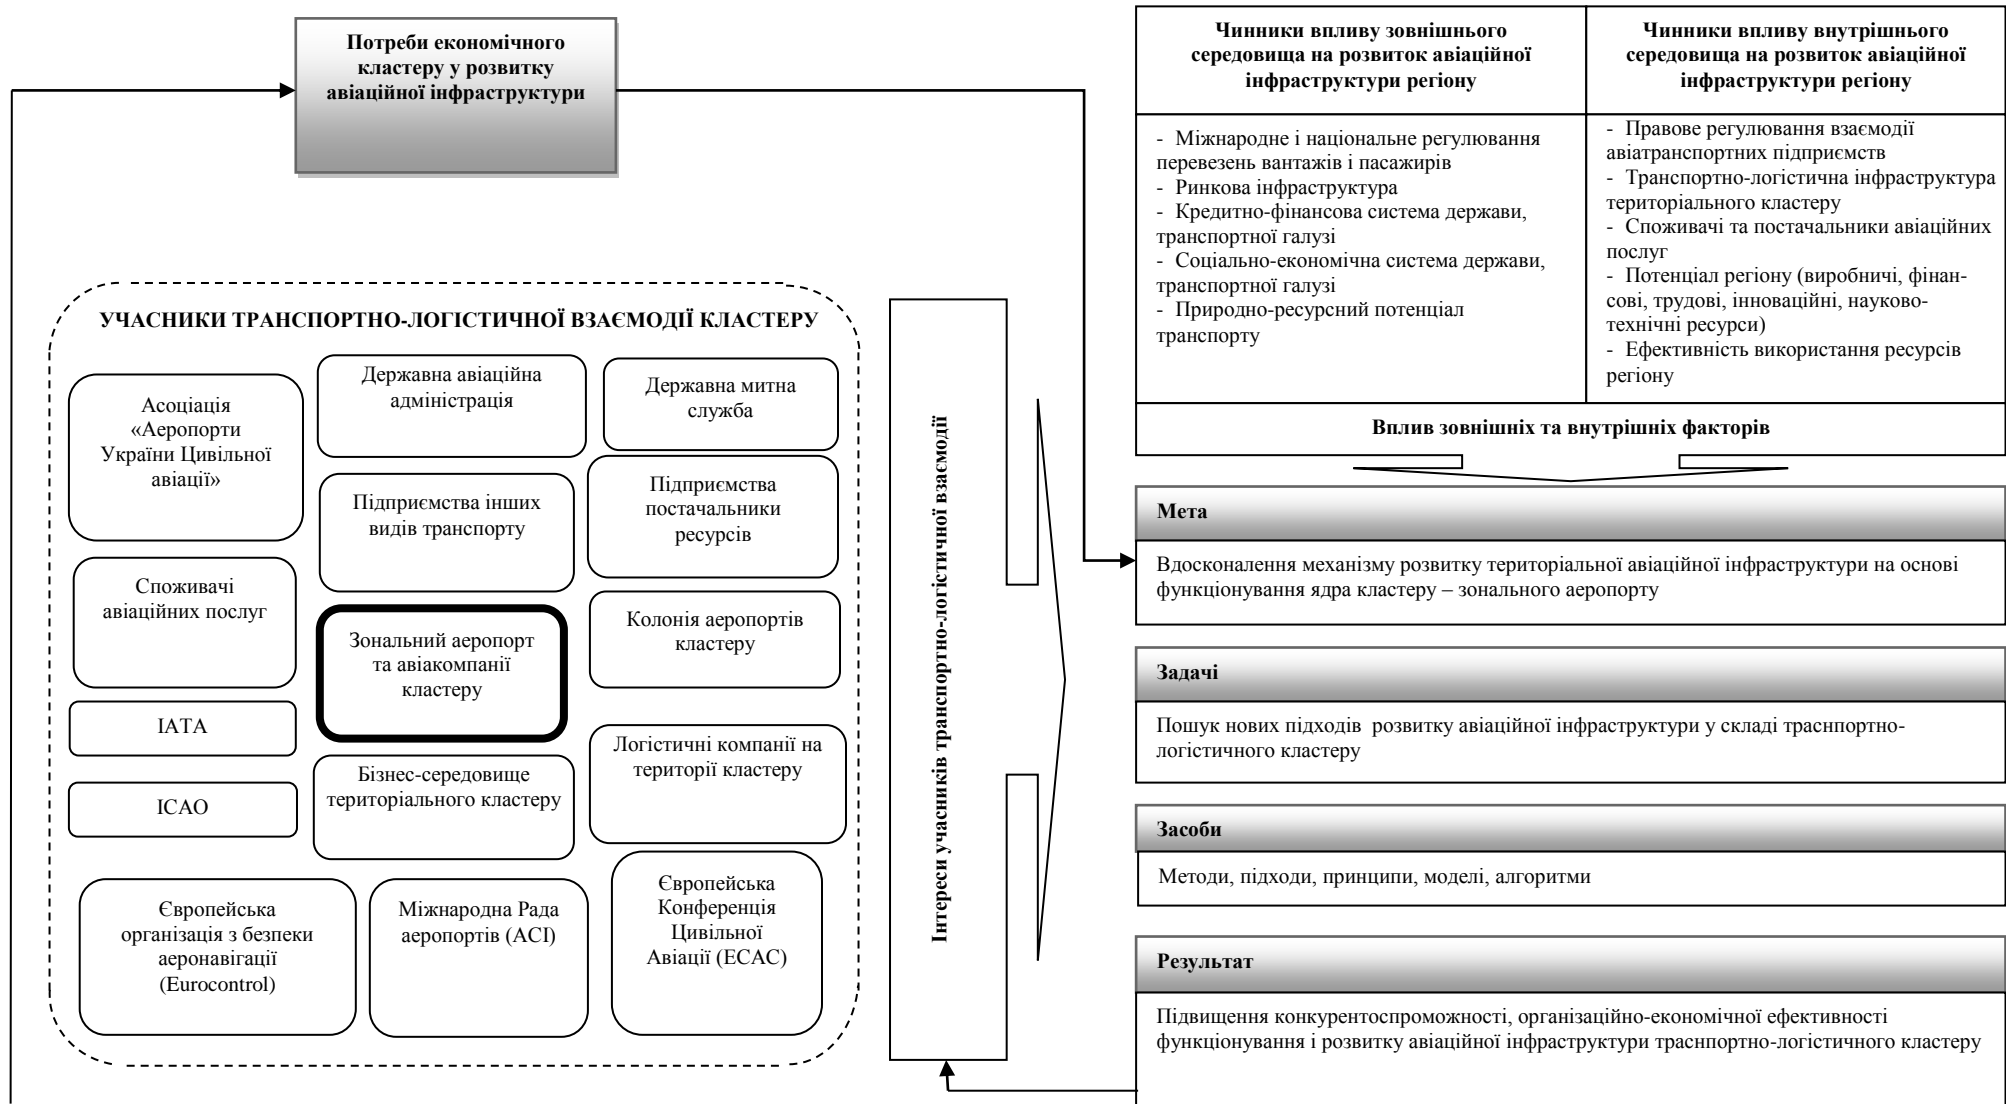 Потреби економічного
кластеру у розвитку
авіаційної інфраструктури
Чинники впливу зовнішнього
середовища на розвиток авіаційної
інфраструктури регіону
Чинники впливу внутрішнього
середовища на розвиток авіаційної
інфраструктури регіону
- Міжнародне і національне регулювання
перевезень вантажів і пасажирів
- Ринкова інфраструктура
- Кредитно-фінансова система держави,
транспортної галузі
- Соціально-економічна система держави,
транспортної галузі
- Природно-ресурсний потенціал
транспорту
- Правове регулювання взаємодії
авіатранспортних підприємств
- Транспортно-логістична інфраструктура
територіального кластеру
- Споживачі та постачальники авіаційних
послуг
- Потенціал регіону (виробничі, фінан-
сові, трудові, інноваційні, науково-
технічні ресурси)
- Ефективність використання ресурсів
регіону
Вплив зовнішніх та внутрішніх факторів
УЧАСНИКИ ТРАНСПОРТНО-ЛОГІСТИЧНОЇ ВЗАЄМОДІЇ КЛАСТЕРУ
Асоціація
«Аеропорти
України Цивільної
авіації»
Державна авіаційна
адміністрація
Державна митна
служба
Підприємства інших
видів транспорту
Підприємства
постачальники
ресурсів
Споживачі
авіаційних послуг
Зональний аеропорт
та авіакомпанії
кластеру
Колонія аеропортів
кластеру
ІАТА
ІСАО
Бізнес-середовище
територіального кластеру
Логістичні компанії на
території кластеру
Європейська
організація з безпеки
аеронавігації
(Eurocontrol)
Міжнародна Рада
аеропортів (ACI)
Європейська
Конференція
Цивільної
Авіації (ECAC)
Інтереси учасників транспортно-логістичної взаємодії
Мета
Вдосконалення механізму розвитку територіальної авіаційної інфраструктури на основі
функціонування ядра кластеру – зонального аеропорту
Задачі
Пошук нових підходів розвитку авіаційної інфраструктури у складі траснпортно-
логістичного кластеру
Засоби
Методи, підходи, принципи, моделі, алгоритми
Результат
Підвищення конкурентоспроможності, організаційно-економічної ефективності
функціонування і розвитку авіаційної інфраструктури траснпортно-логістичного кластеру